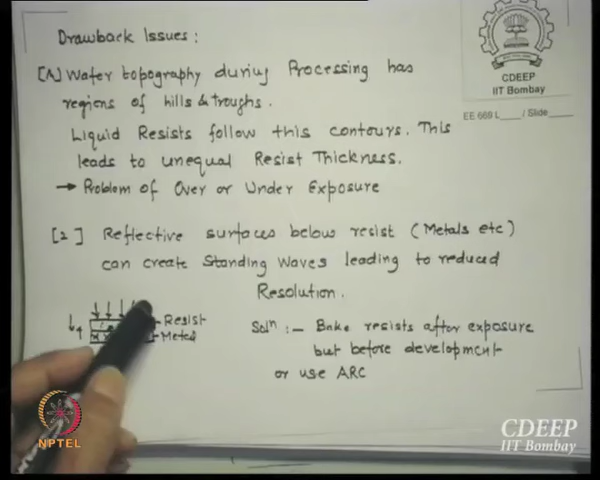 Drawback Issues:
[A] Wafer topography during Processing has
regions of hills & troughs.
Liquid Resists follow this contours. This
leads to unequal Resist Thickness.
→ Problem of Over or Under Exposure
[2] Reflective surfaces below resist (Metals etc)
can create Standing Waves leading to reduced
Resolution.
Resist
Metal
Solⁿ :- Bake resists after exposure
but before development
or use ARC
CDEEP
IIT Bombay
EE 669 L____ / Slide____
NPTEL
CDEEP
IIT Bombay